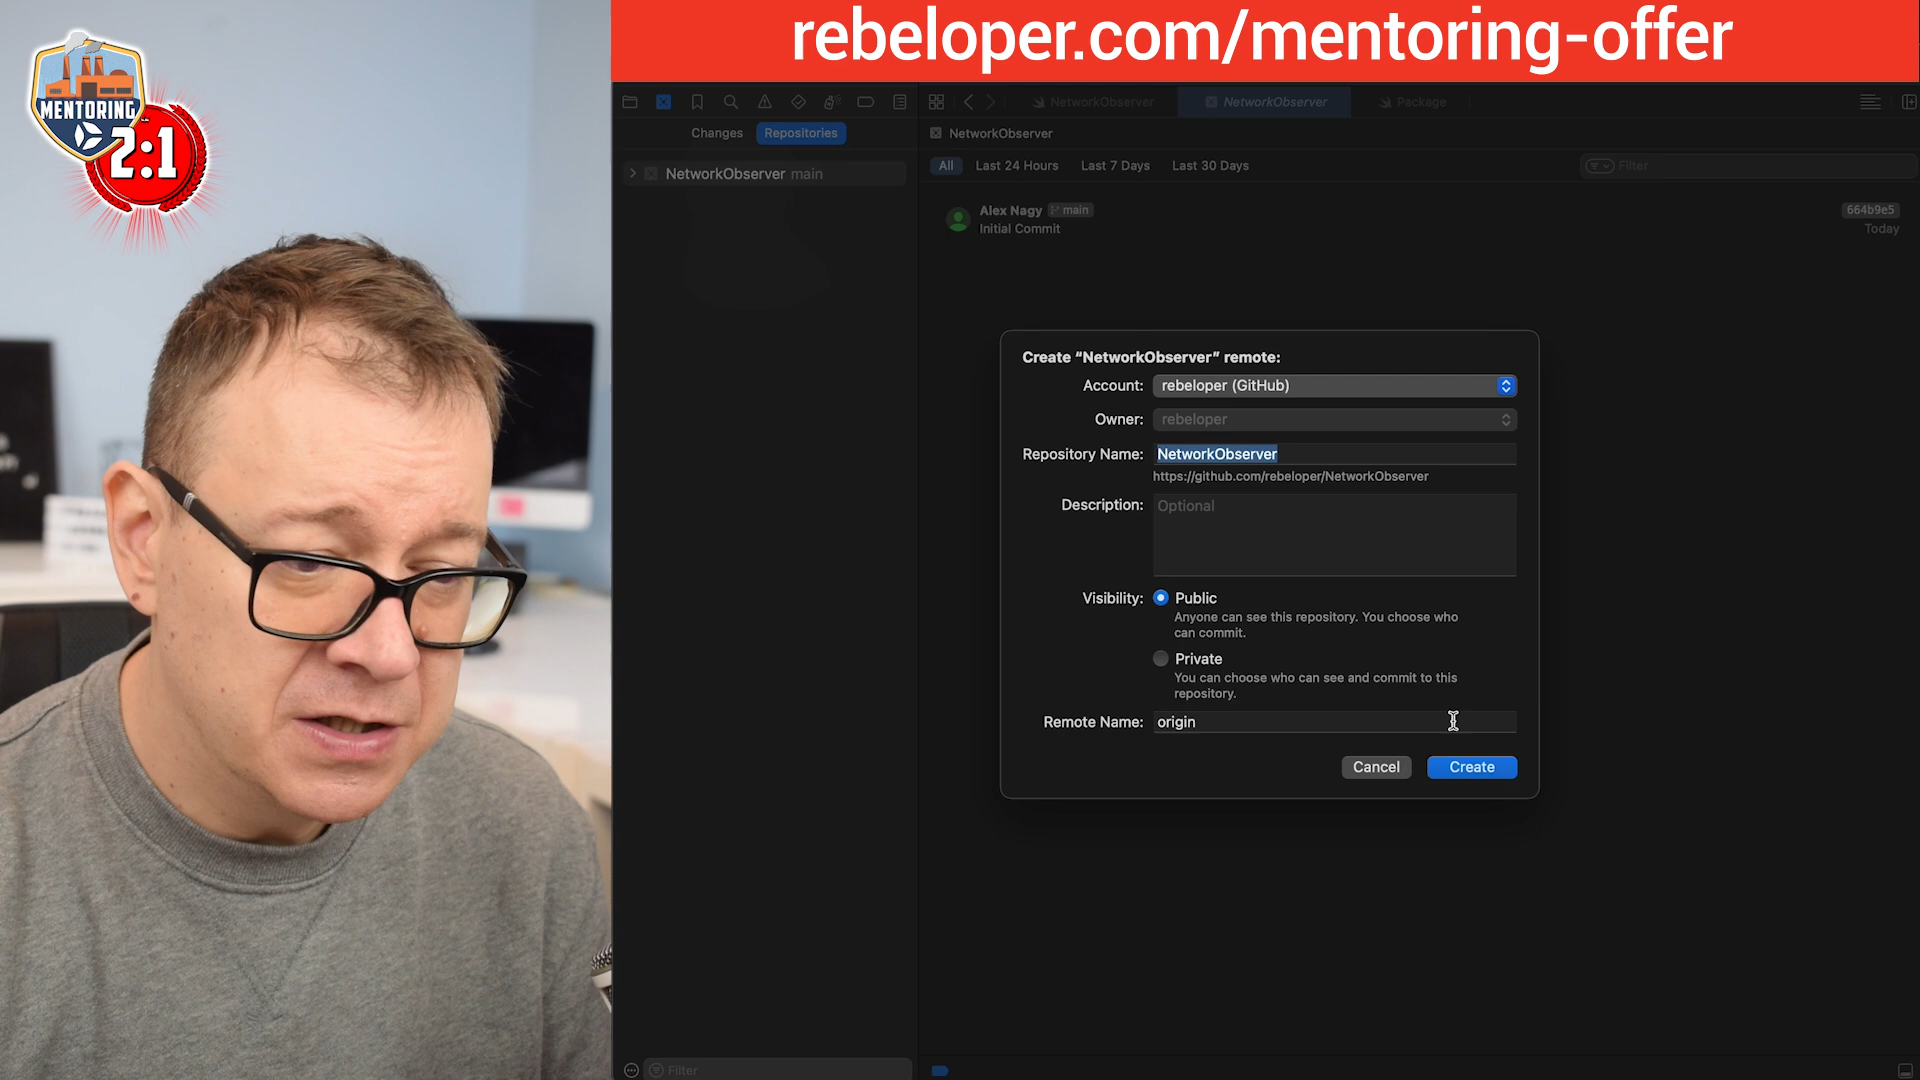 rebeloper.com/mentoring-offer
MENTORING
2:1
NetworkObserver
NetworkObserver
Package
Changes
Repositories
NetworkObserver
NetworkObserver main
All
Last 24 Hours
Last 7 Days
Last 30 Days
Filter
Alex Nagy
main
664b9e5
Initial Commit
Today
Create “NetworkObserver” remote:
Account: rebeloper (GitHub)
Owner: rebeloper
Repository Name: NetworkObserver
https://github.com/rebeloper/NetworkObserver
Description: Optional
Visibility: Public
Anyone can see this repository. You choose who
can commit.
Private
You can choose who can see and commit to this
repository.
Remote Name: origin
Cancel
Create
Filter